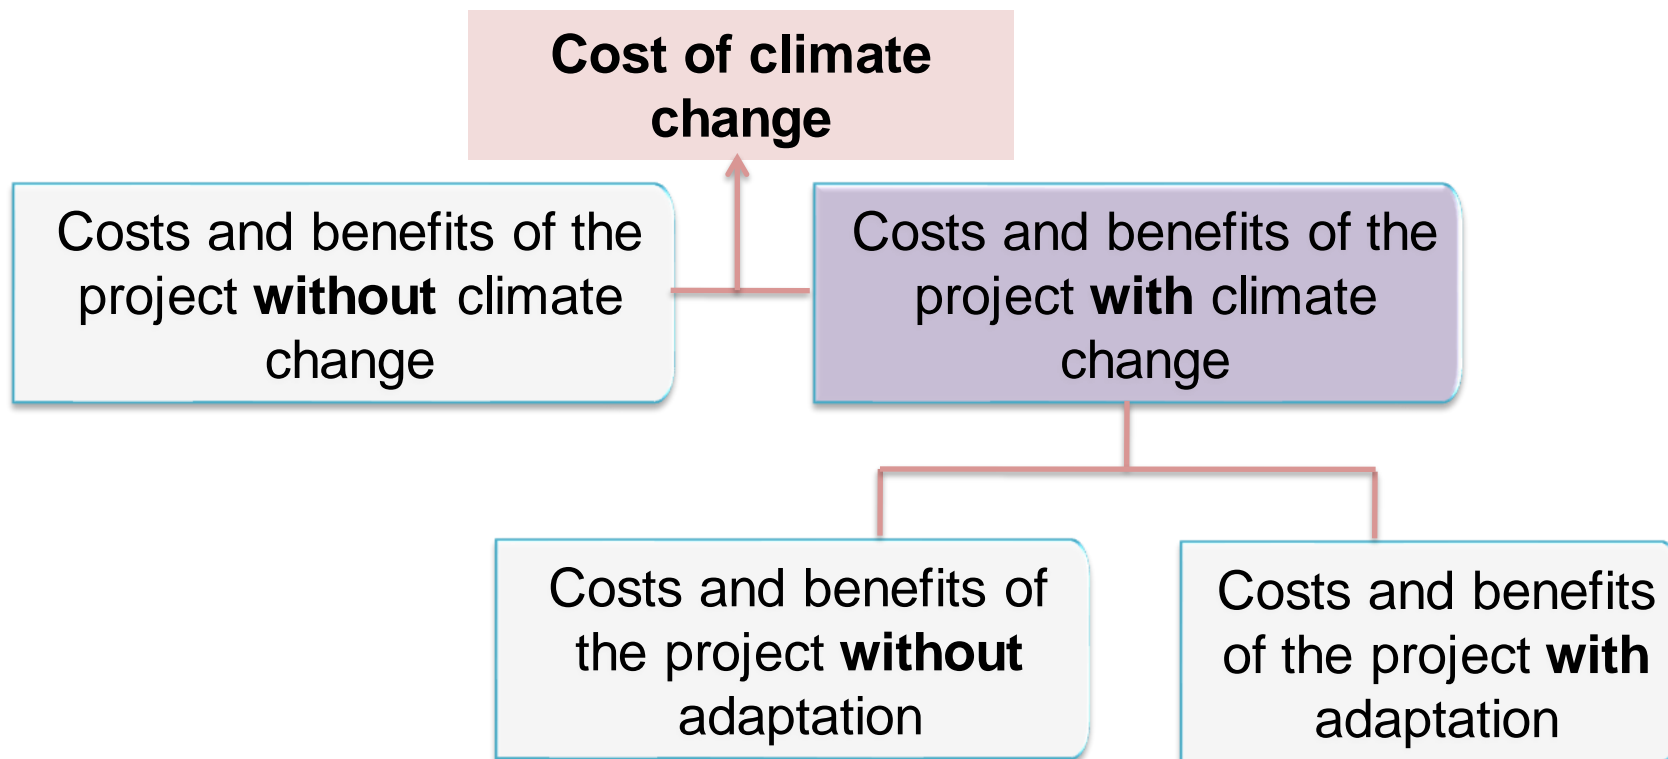 Cost of climate
change
Costs and benefits of the
project without climate
change
Costs and benefits of the
project with climate
change
Costs and benefits of
the project without
adaptation
Costs and benefits
of the project with
adaptation